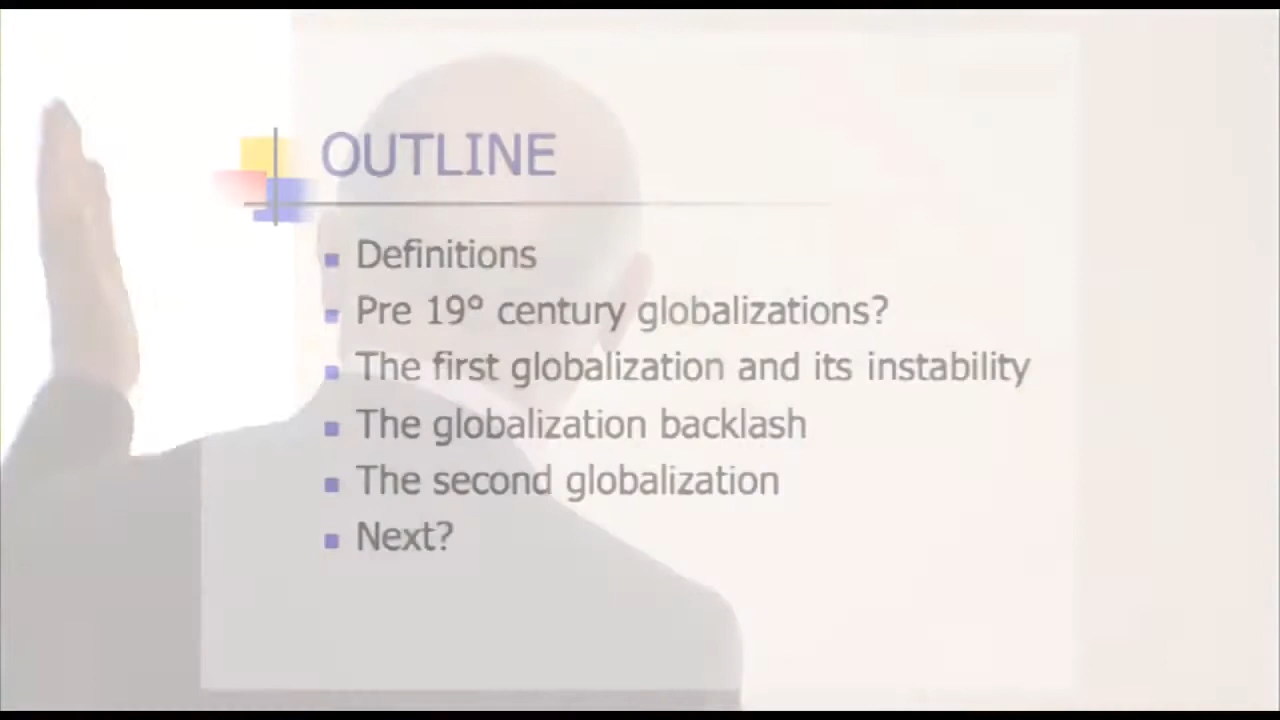 OUTLINE
Definitions
Pre 19° century globalizations?
The first globalization and its instability
The globalization backlash
The second globalization
Next?